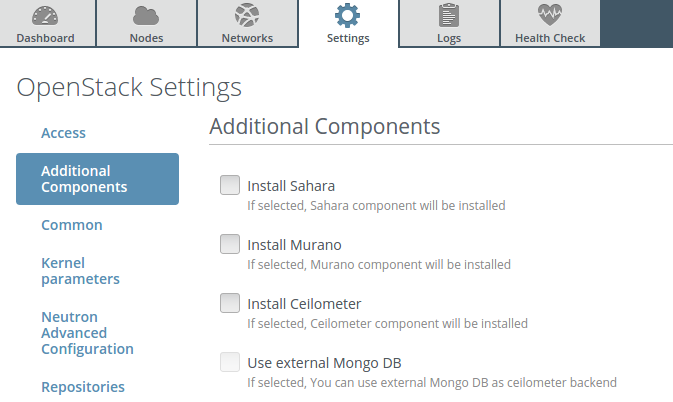 Dashboard Nodes Networks Settings Logs Health Check
OpenStack Settings
Access
Additional
Components
Common
Kernel
parameters
Neutron
Advanced
Configuration
Repositories
Additional Components
Install Sahara
If selected, Sahara component will be installed
Install Murano
If selected, Murano component will be installed
Install Ceilometer
If selected, Ceilometer component will be installed
Use external Mongo DB
If selected, You can use external Mongo DB as ceilometer backend